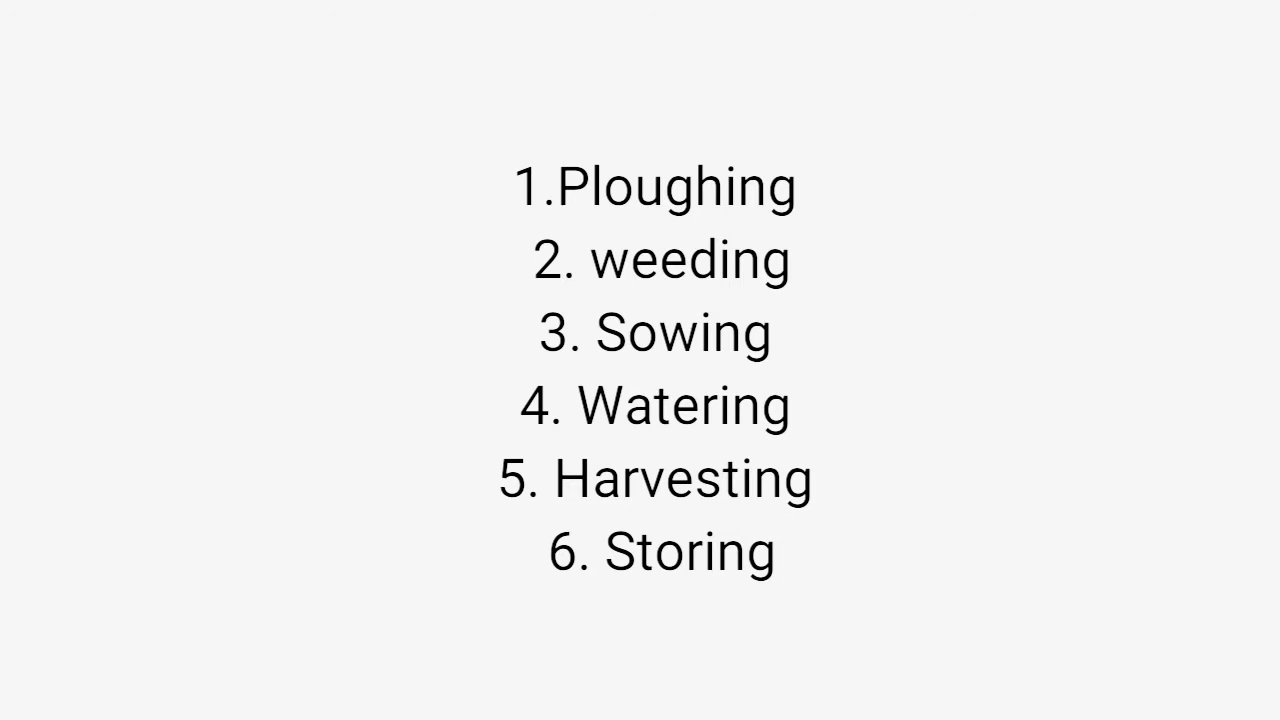 1.Ploughing
2. weeding
3. Sowing
4. Watering
5. Harvesting
6. Storing